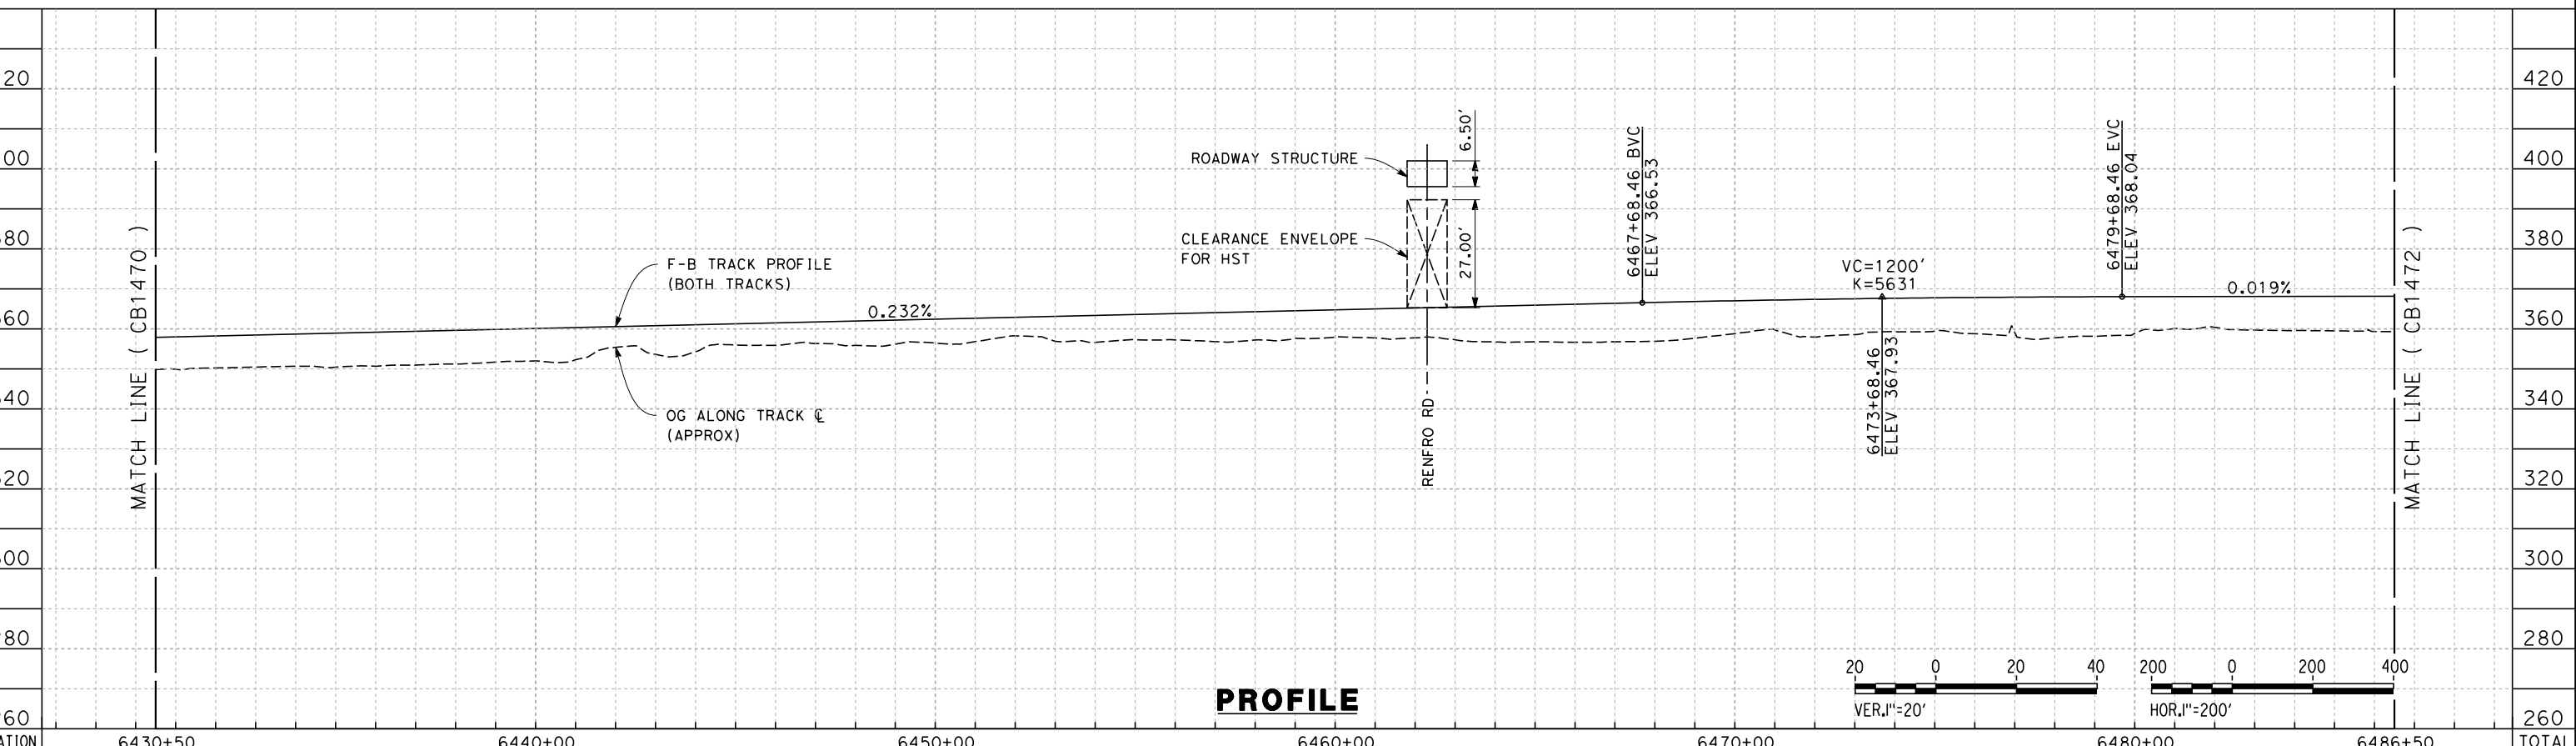 20
420
6.50'
ROADWAY STRUCTURE
00
400
6467+68.46 BVC
ELEV 366.53
6479+68.46 EVC
ELEV 368.04
MATCH LINE ( CB1470 )
80
CLEARANCE ENVELOPE
FOR HST
27.00'
380
MATCH LINE ( CB1472 )
F-B TRACK PROFILE
(BOTH TRACKS)
VC=1200'
K=5631
0.019%
0.232%
60
360
6473+68.46
ELEV 367.93
40
OG ALONG TRACK ℄
(APPROX)
RENFRO RD
340
20
320
00
300
80
280
20 0 20 40
200 0 200 400
PROFILE
VER.1"=20'
HOR.1"=200'
60
260
ATION 6430+50 6440+00 6450+00 6460+00 6470+00 6480+00 6486+50 TOTAL